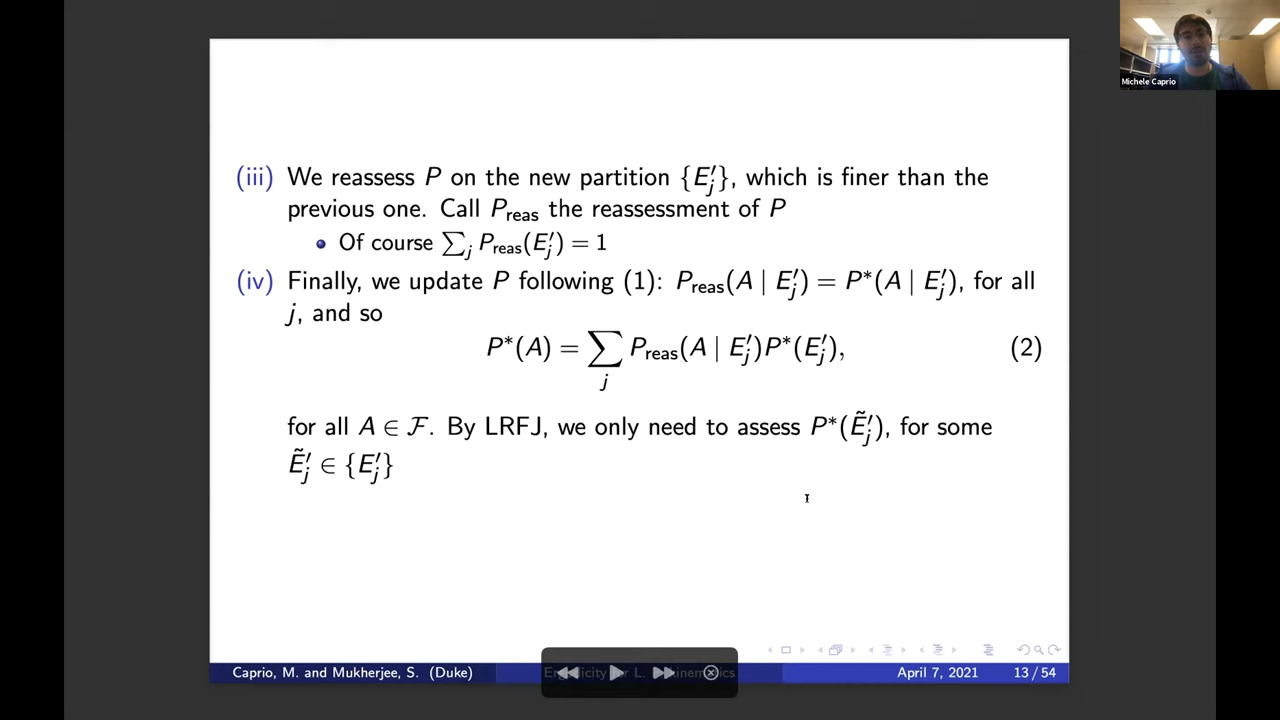 Michele Caprio
(iii) We reassess P on the new partition {E′_j}, which is finer than the
previous one. Call P_reas the reassessment of P
• Of course ∑_j P_reas(E′_j) = 1
(iv) Finally, we update P following (1): P_reas(A | E′_j) = P*(A | E′_j), for all
j, and so
P*(A) = ∑_j P_reas(A | E′_j)P*(E′_j), (2)
for all A ∈ ℱ. By LRFJ, we only need to assess P*(Ẽ′_j), for some
Ẽ′_j ∈ {E′_j}
Caprio, M. and Mukherjee, S. (Duke)
April 7, 2021
13 / 54